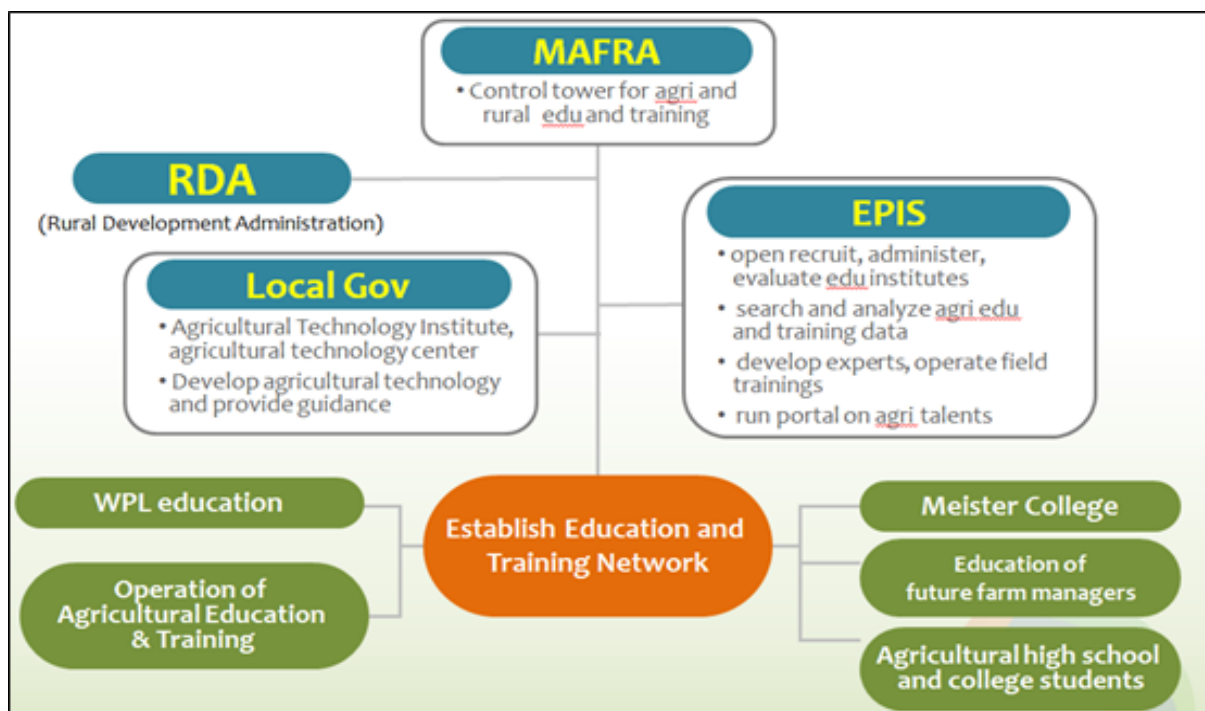 MAFRA
• Control tower for agri and
rural edu and training
RDA
(Rural Development Administration)
EPIS
• open recruit, administer,
evaluate edu institutes
• search and analyze agri edu
and training data
• develop experts, operate field
trainings
• run portal on agri talents
Local Gov
• Agricultural Technology Institute,
agricultural technology center
• Develop agricultural technology
and provide guidance
WPL education
Operation of
Agricultural Education
& Training
Establish Education and
Training Network
Meister College
Education of
future farm managers
Agricultural high school
and college students